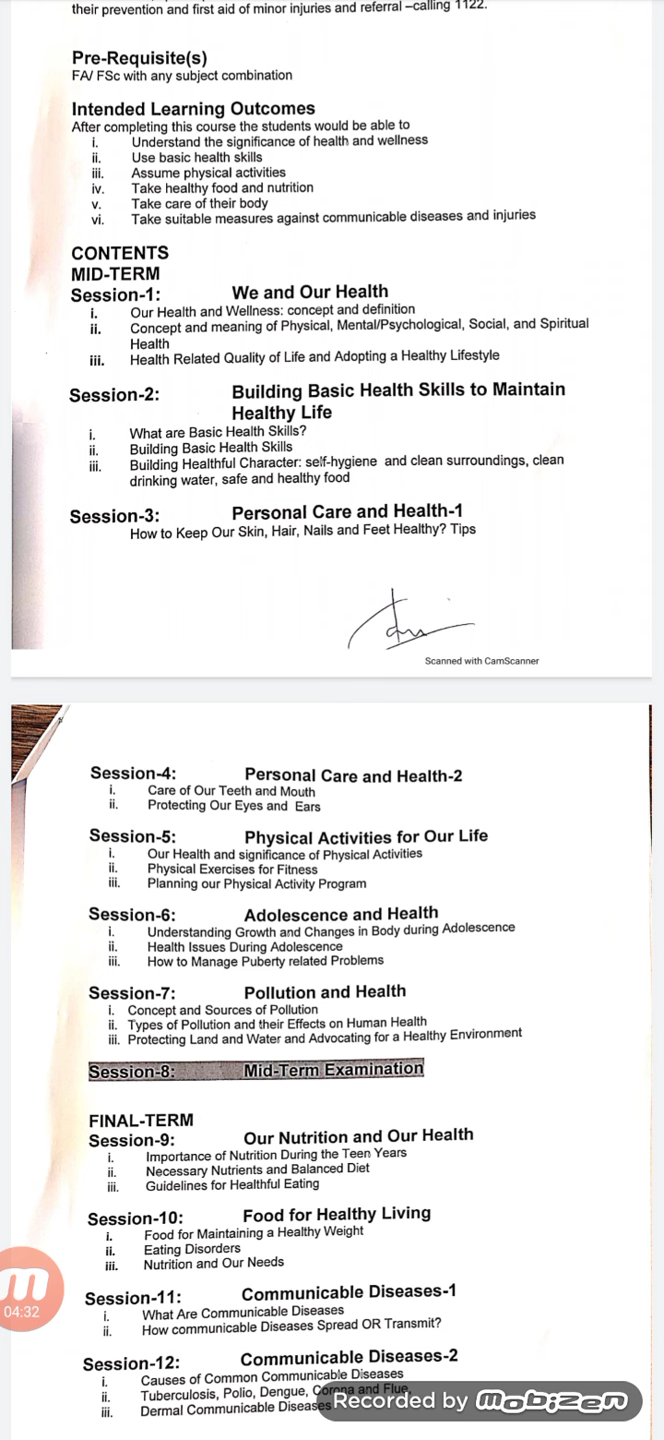 their prevention and first aid of minor injuries and referral –calling 1122.
Pre-Requisite(s)
FA/ FSc with any subject combination
Intended Learning Outcomes
After completing this course the students would be able to
i. Understand the significance of health and wellness
ii. Use basic health skills
iii. Assume physical activities
iv. Take healthy food and nutrition
v. Take care of their body
vi. Take suitable measures against communicable diseases and injuries
CONTENTS
MID-TERM
Session-1: We and Our Health
i. Our Health and Wellness: concept and definition
ii. Concept and meaning of Physical, Mental/Psychological, Social, and Spiritual
Health
iii. Health Related Quality of Life and Adopting a Healthy Lifestyle
Session-2: Building Basic Health Skills to Maintain
Healthy Life
i. What are Basic Health Skills?
ii. Building Basic Health Skills
iii. Building Healthful Character: self-hygiene and clean surroundings, clean
drinking water, safe and healthy food
Session-3: Personal Care and Health-1
How to Keep Our Skin, Hair, Nails and Feet Healthy? Tips
Scanned with CamScanner
Session-4: Personal Care and Health-2
i. Care of Our Teeth and Mouth
ii. Protecting Our Eyes and Ears
Session-5: Physical Activities for Our Life
i. Our Health and significance of Physical Activities
ii. Physical Exercises for Fitness
iii. Planning our Physical Activity Program
Session-6: Adolescence and Health
i. Understanding Growth and Changes in Body during Adolescence
ii. Health Issues During Adolescence
iii. How to Manage Puberty related Problems
Session-7: Pollution and Health
i. Concept and Sources of Pollution
ii. Types of Pollution and their Effects on Human Health
iii. Protecting Land and Water and Advocating for a Healthy Environment
Session-8: Mid-Term Examination
FINAL-TERM
Session-9: Our Nutrition and Our Health
i. Importance of Nutrition During the Teen Years
ii. Necessary Nutrients and Balanced Diet
iii. Guidelines for Healthful Eating
Session-10: Food for Healthy Living
i. Food for Maintaining a Healthy Weight
ii. Eating Disorders
iii. Nutrition and Our Needs
04:32
Session-11: Communicable Diseases-1
i. What Are Communicable Diseases
ii. How communicable Diseases Spread OR Transmit?
Session-12: Communicable Diseases-2
i. Causes of Common Communicable Diseases
ii. Tuberculosis, Polio, Dengue, Corona and Flue,
iii. Dermal Communicable Diseases
Recorded by mobizen